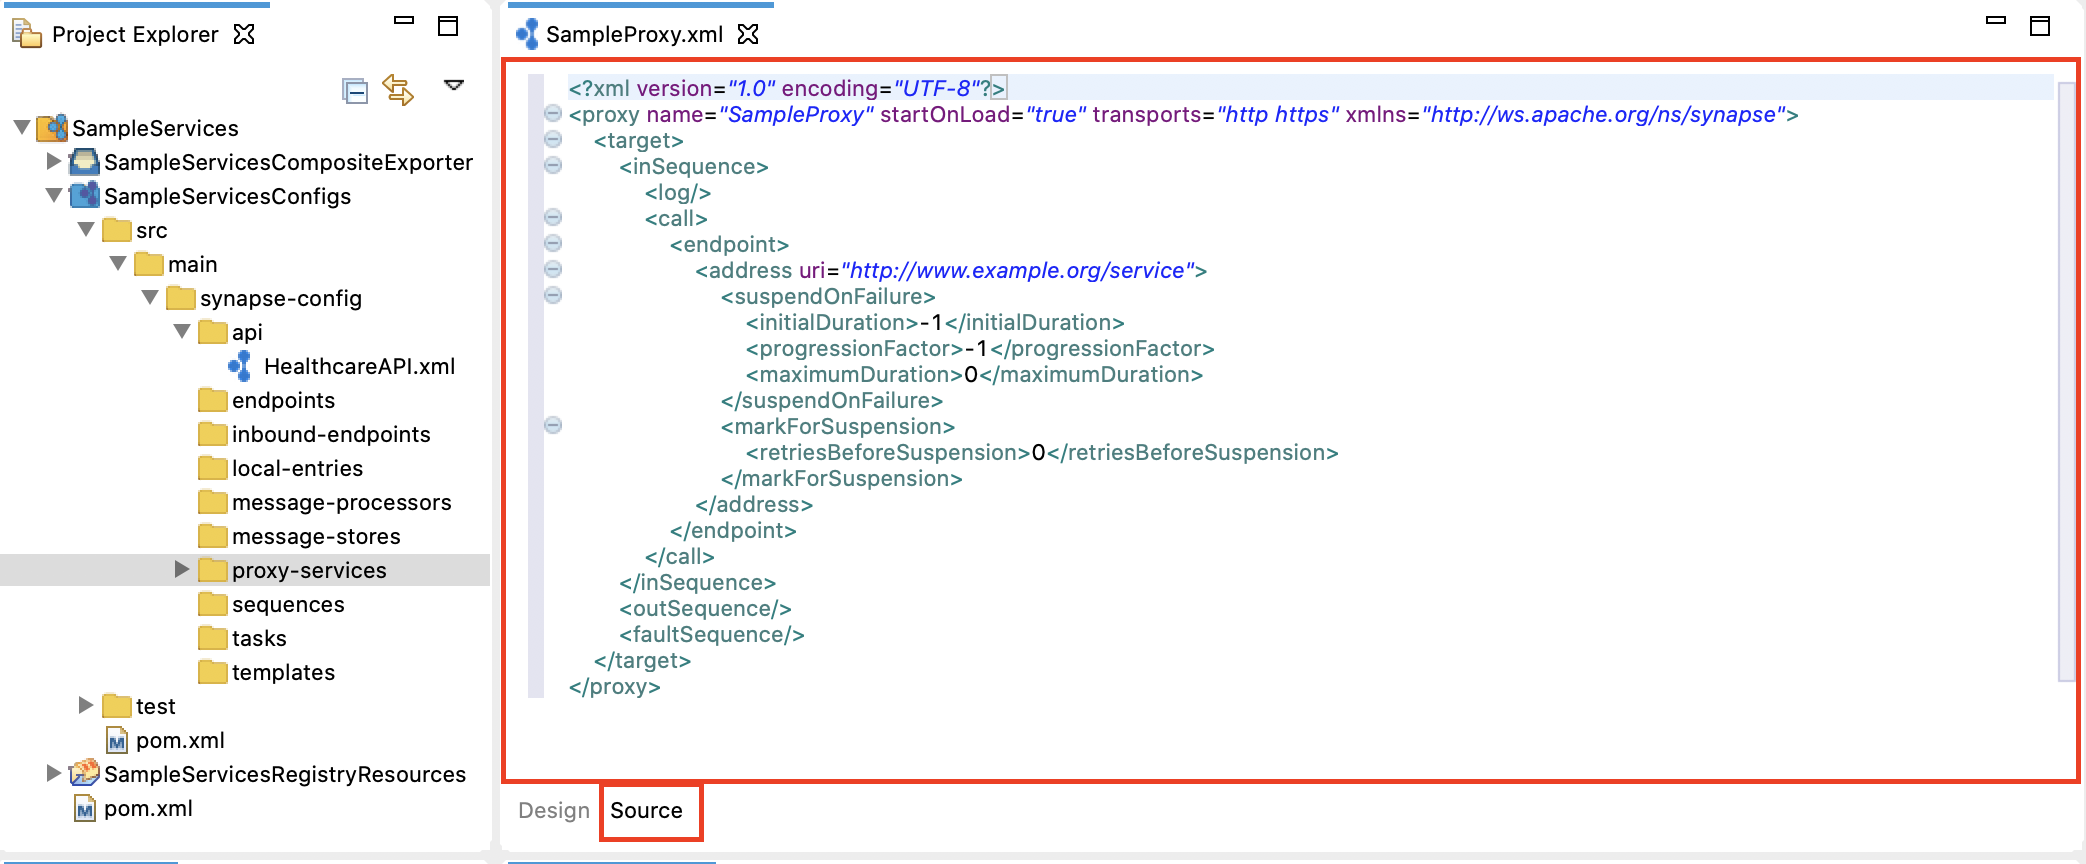 Project Explorer
SampleServices
SampleServicesCompositeExporter
SampleServicesConfigs
src
main
synapse-config
api
HealthcareAPI.xml
endpoints
inbound-endpoints
local-entries
message-processors
message-stores
proxy-services
sequences
tasks
templates
test
pom.xml
SampleServicesRegistryResources
pom.xml
SampleProxy.xml
<?xml version="1.0" encoding="UTF-8"?>
<proxy name="SampleProxy" startOnLoad="true" transports="http https" xmlns="http://ws.apache.org/ns/synapse">
<target>
<inSequence>
<log/>
<call>
<endpoint>
<address uri="http://www.example.org/service">
<suspendOnFailure>
<initialDuration>-1</initialDuration>
<progressionFactor>-1</progressionFactor>
<maximumDuration>0</maximumDuration>
</suspendOnFailure>
<markForSuspension>
<retriesBeforeSuspension>0</retriesBeforeSuspension>
</markForSuspension>
</address>
</endpoint>
</call>
</inSequence>
<outSequence/>
<faultSequence/>
</target>
</proxy>
Design Source